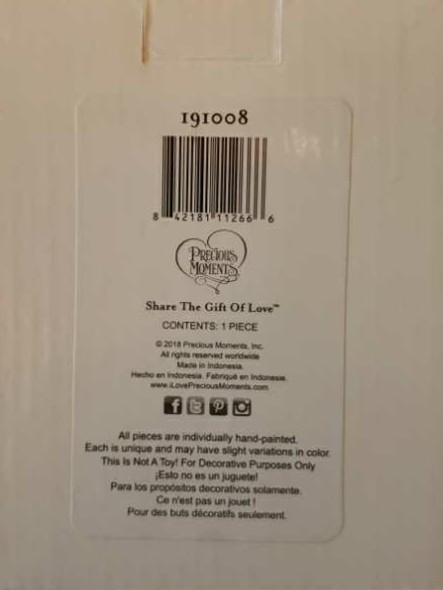 191008
8 42181 11266 6
PRECIOUS
MOMENTS
Share The Gift Of Love™
CONTENTS: 1 PIECE
© 2018 Precious Moments, Inc.
All rights reserved worldwide
Made in Indonesia.
Hecho en Indonesia. Fabriqué en Indonesie.
www.iLovePreciousMoments.com
All pieces are individually hand-painted.
Each is unique and may have slight variations in color.
This Is Not A Toy! For Decorative Purposes Only
¡Esto no es un juguete!
Para los propósitos decorativos solamente.
Ce n'est pas un jouet !
Pour des buts décoratifs seulement.